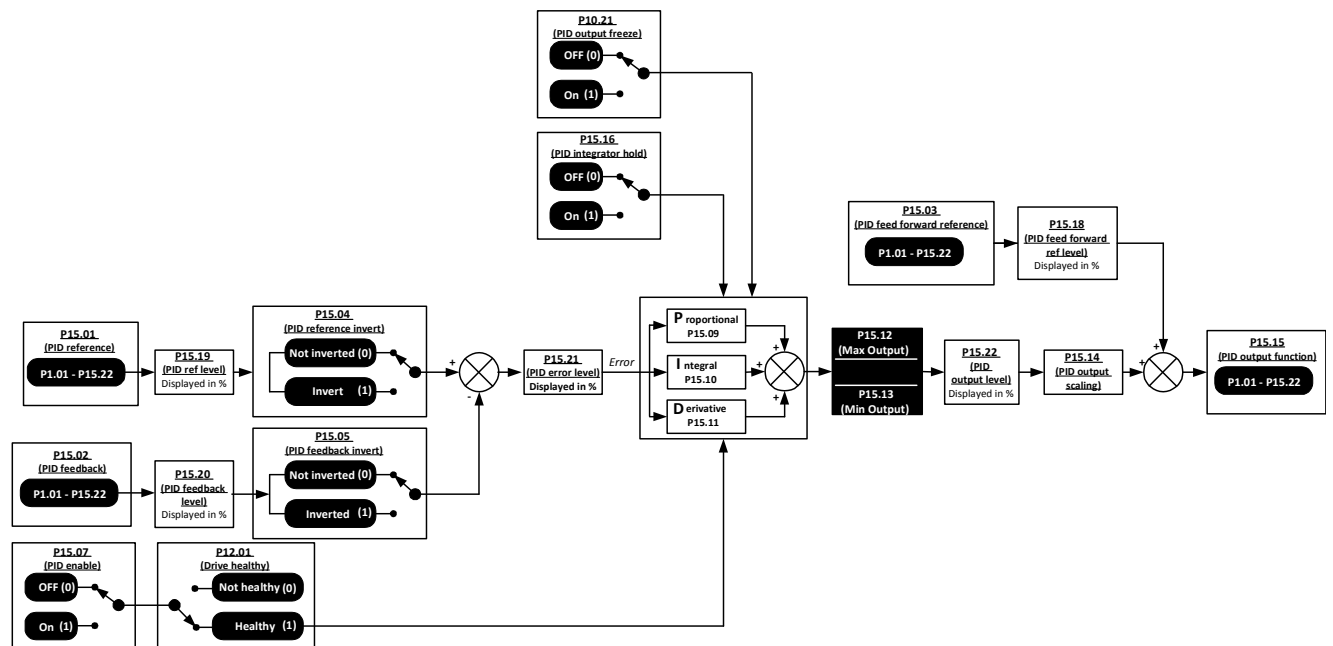 P10.21
(PID output freeze)
OFF (0)
On (1)
P15.16
(PID integrator hold)
OFF (0)
On (1)
P15.03
(PID feed forward reference)
P1.01 - P15.22
P15.18
(PID feed forward
ref level)
Displayed in %
P15.01
(PID reference)
P1.01 - P15.22
P15.19
(PID ref level)
Displayed in %
P15.04
(PID reference invert)
Not inverted (0)
Invert (1)
+
-
P15.21
(PID error level)
Displayed in %
Error
Proportional
P15.09
Integral
P15.10
Derivative
P15.11
+
+
+
P15.12
(Max Output)
P15.13
(Min Output)
P15.22
(PID
output level)
Displayed in %
P15.14
(PID output
scaling)
+
+
P15.15
(PID output function)
P1.01 - P15.22
P15.02
(PID feedback)
P1.01 - P15.22
P15.20
(PID feedback
level)
Displayed in %
P15.05
(PID feedback invert)
Not inverted (0)
Inverted (1)
P15.07
(PID enable)
OFF (0)
On (1)
P12.01
(Drive healthy)
Not healthy (0)
Healthy (1)